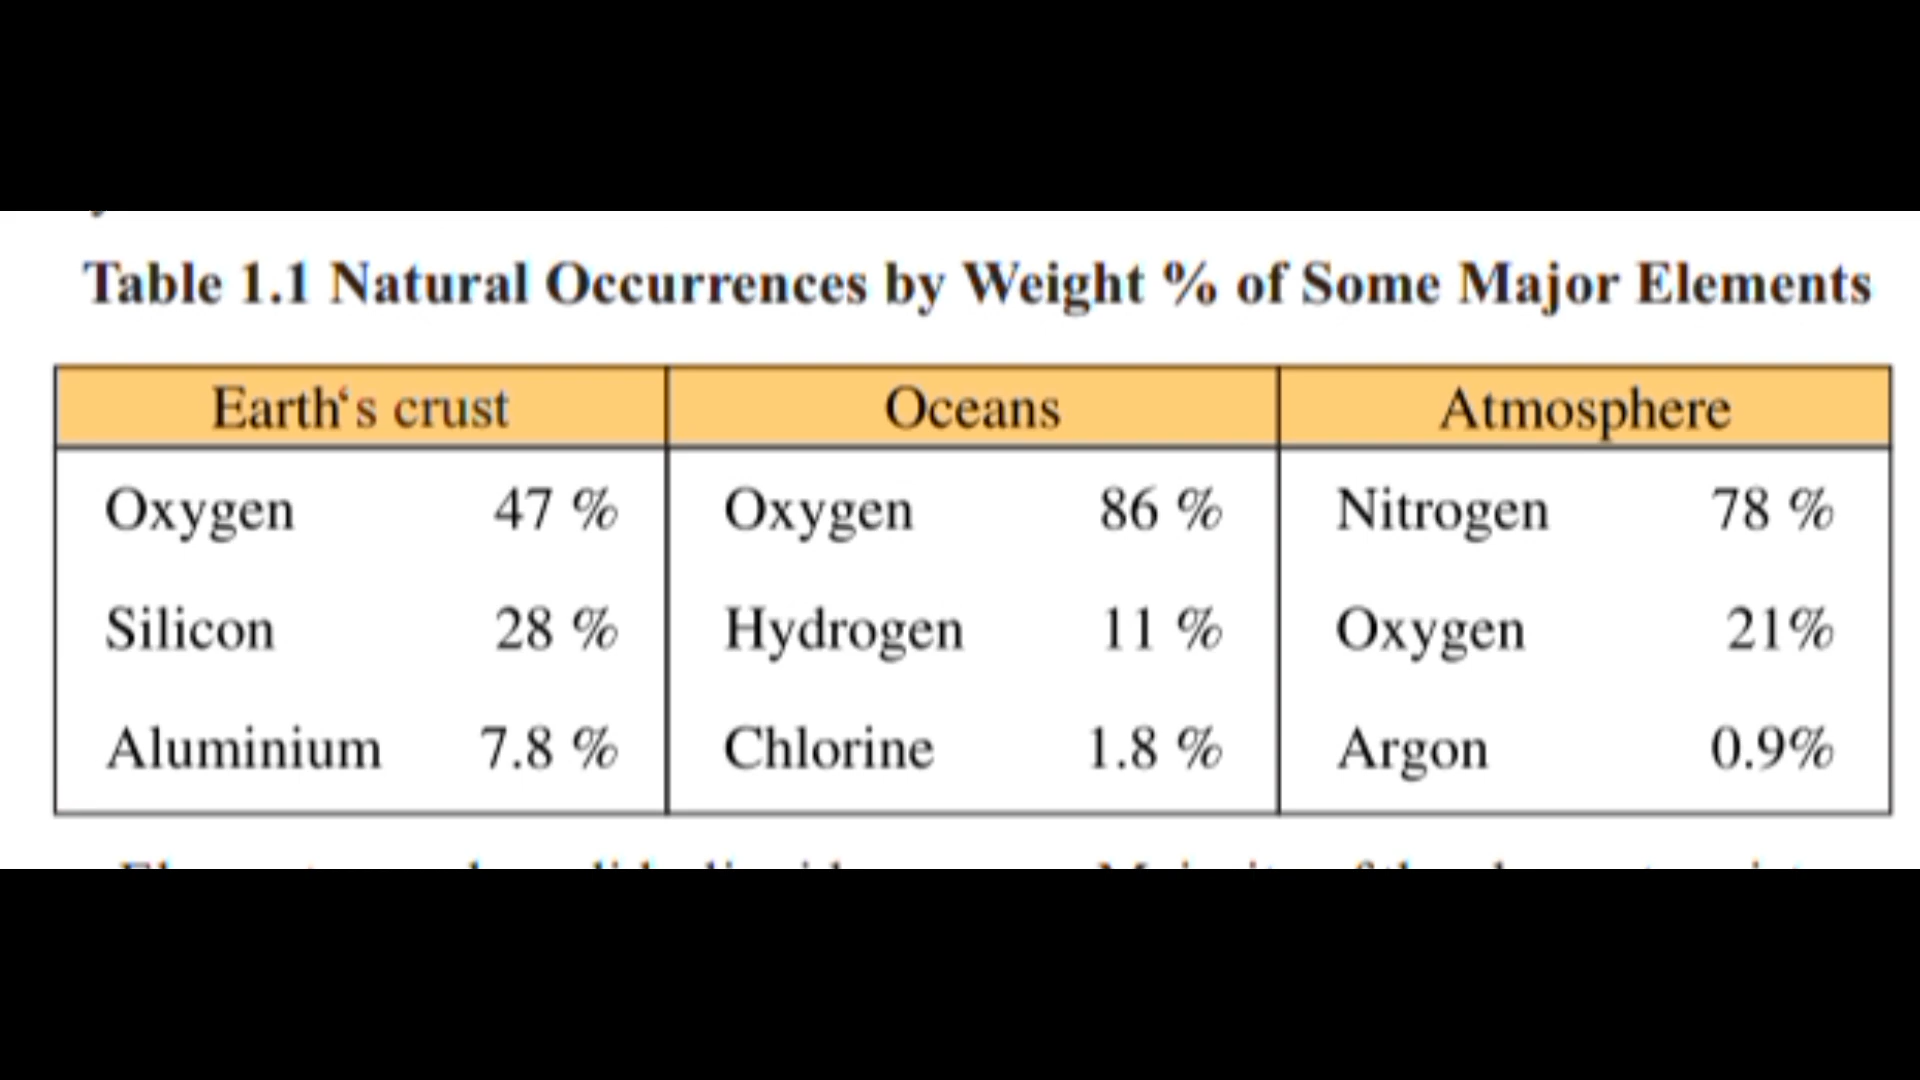 Table 1.1 Natural Occurrences by Weight % of Some Major Elements
Earth‘s crust Oceans Atmosphere
Oxygen 47 % Oxygen 86 % Nitrogen 78 %
Silicon 28 % Hydrogen 11 % Oxygen 21%
Aluminium 7.8 % Chlorine 1.8 % Argon 0.9%